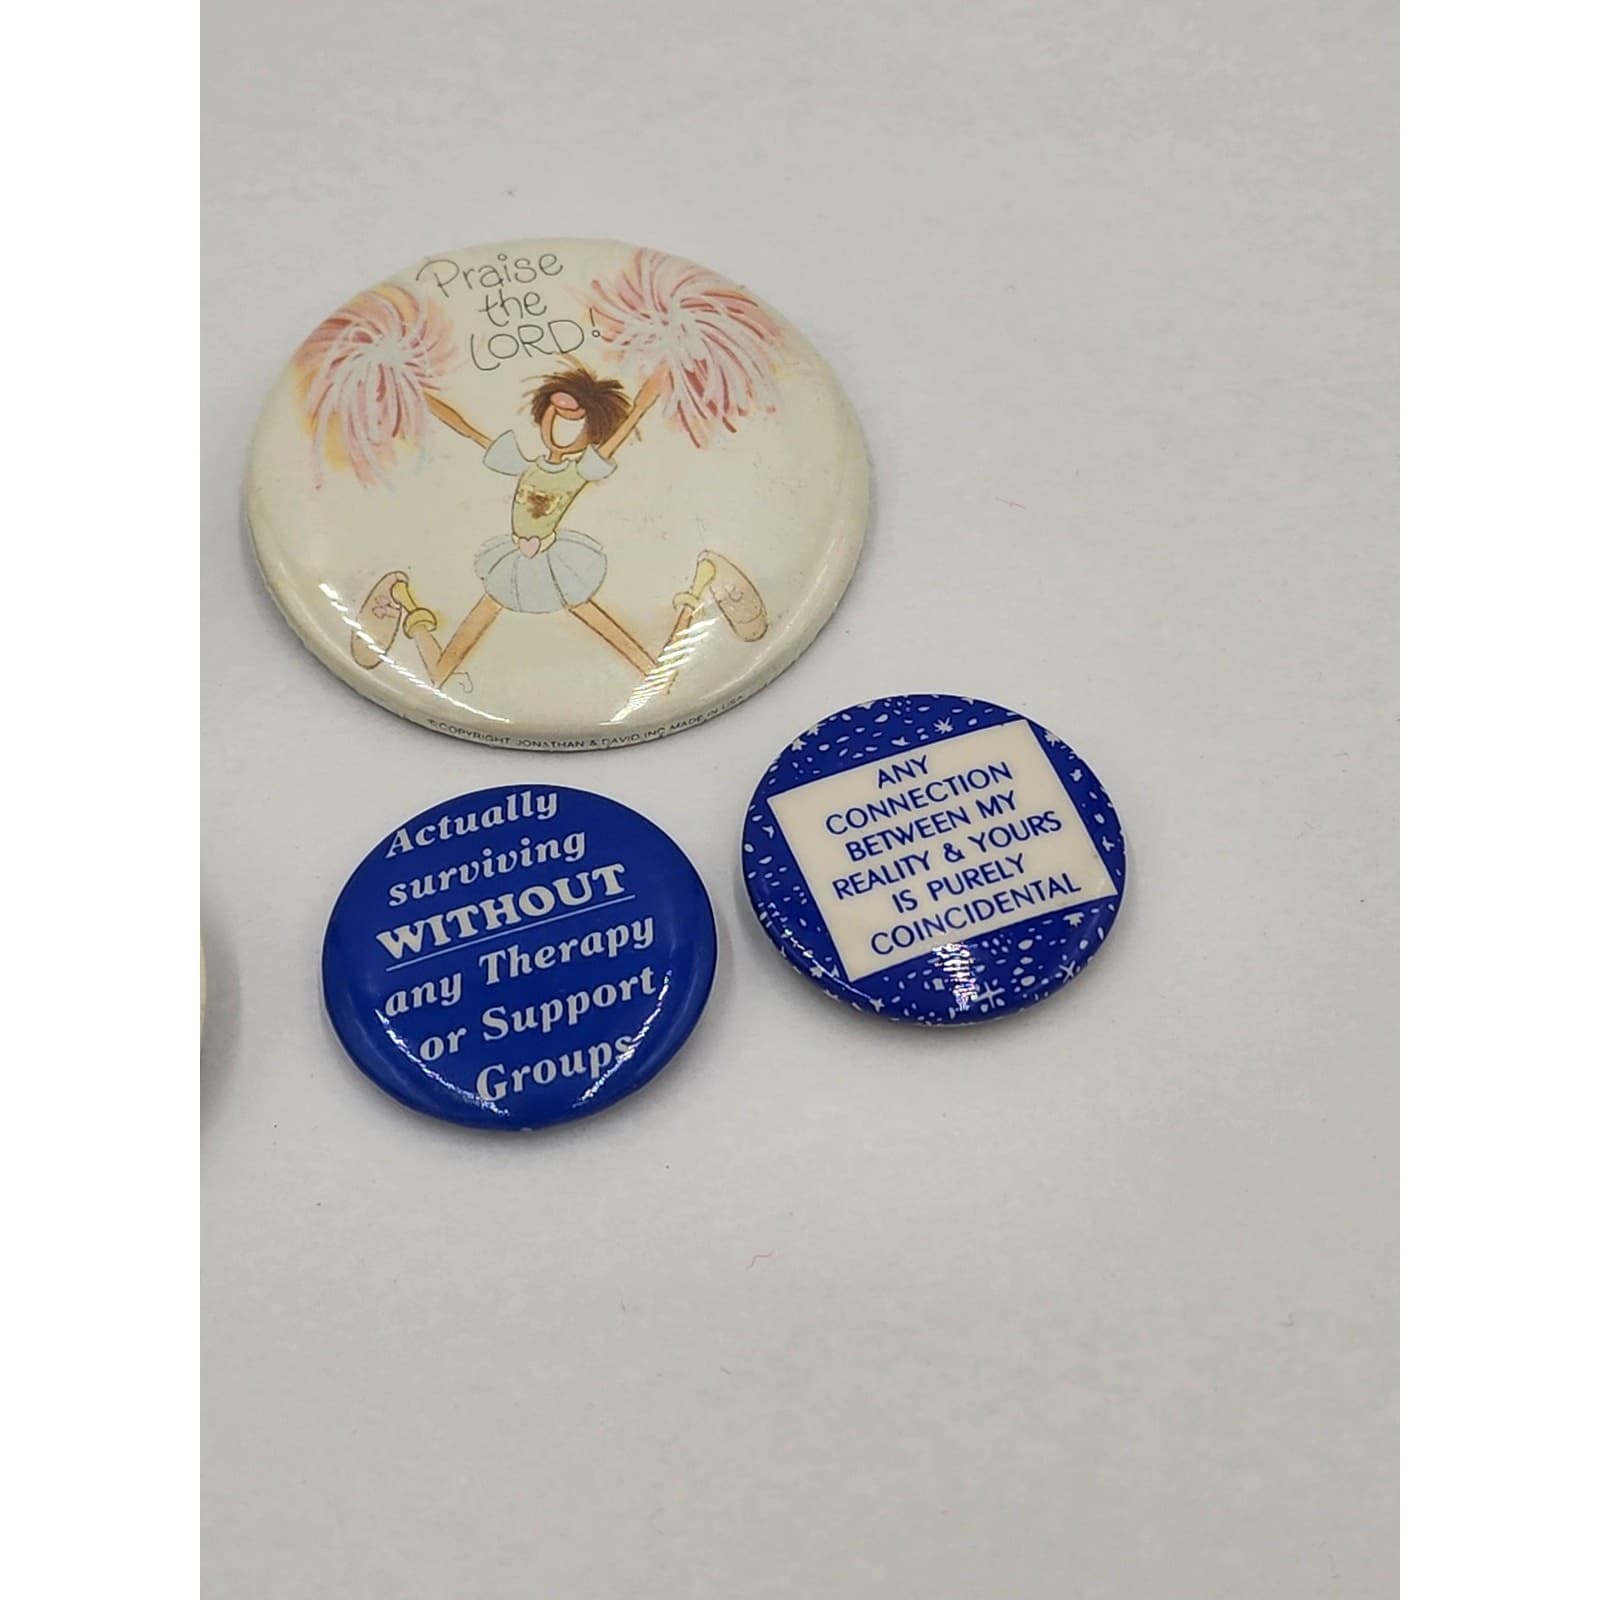 Praise
the
LORD!
©COPYRIGHT JONATHAN & DAVID INC MADE IN USA
Actually
surviving
WITHOUT
any Therapy
or Support
Groups
ANY
CONNECTION
BETWEEN MY
REALITY & YOURS
IS PURELY
COINCIDENTAL